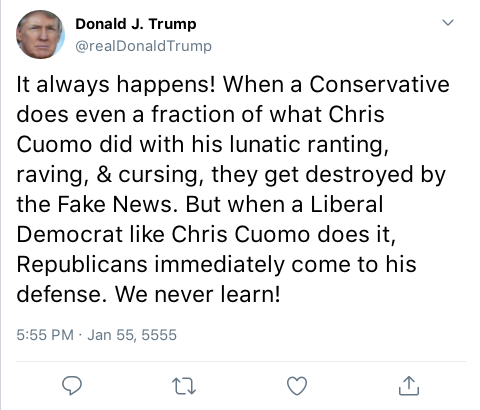 Donald J. Trump
@realDonaldTrump
It always happens! When a Conservative
does even a fraction of what Chris
Cuomo did with his lunatic ranting,
raving, & cursing, they get destroyed by
the Fake News. But when a Liberal
Democrat like Chris Cuomo does it,
Republicans immediately come to his
defense. We never learn!
5:55 PM · Jan 55, 5555